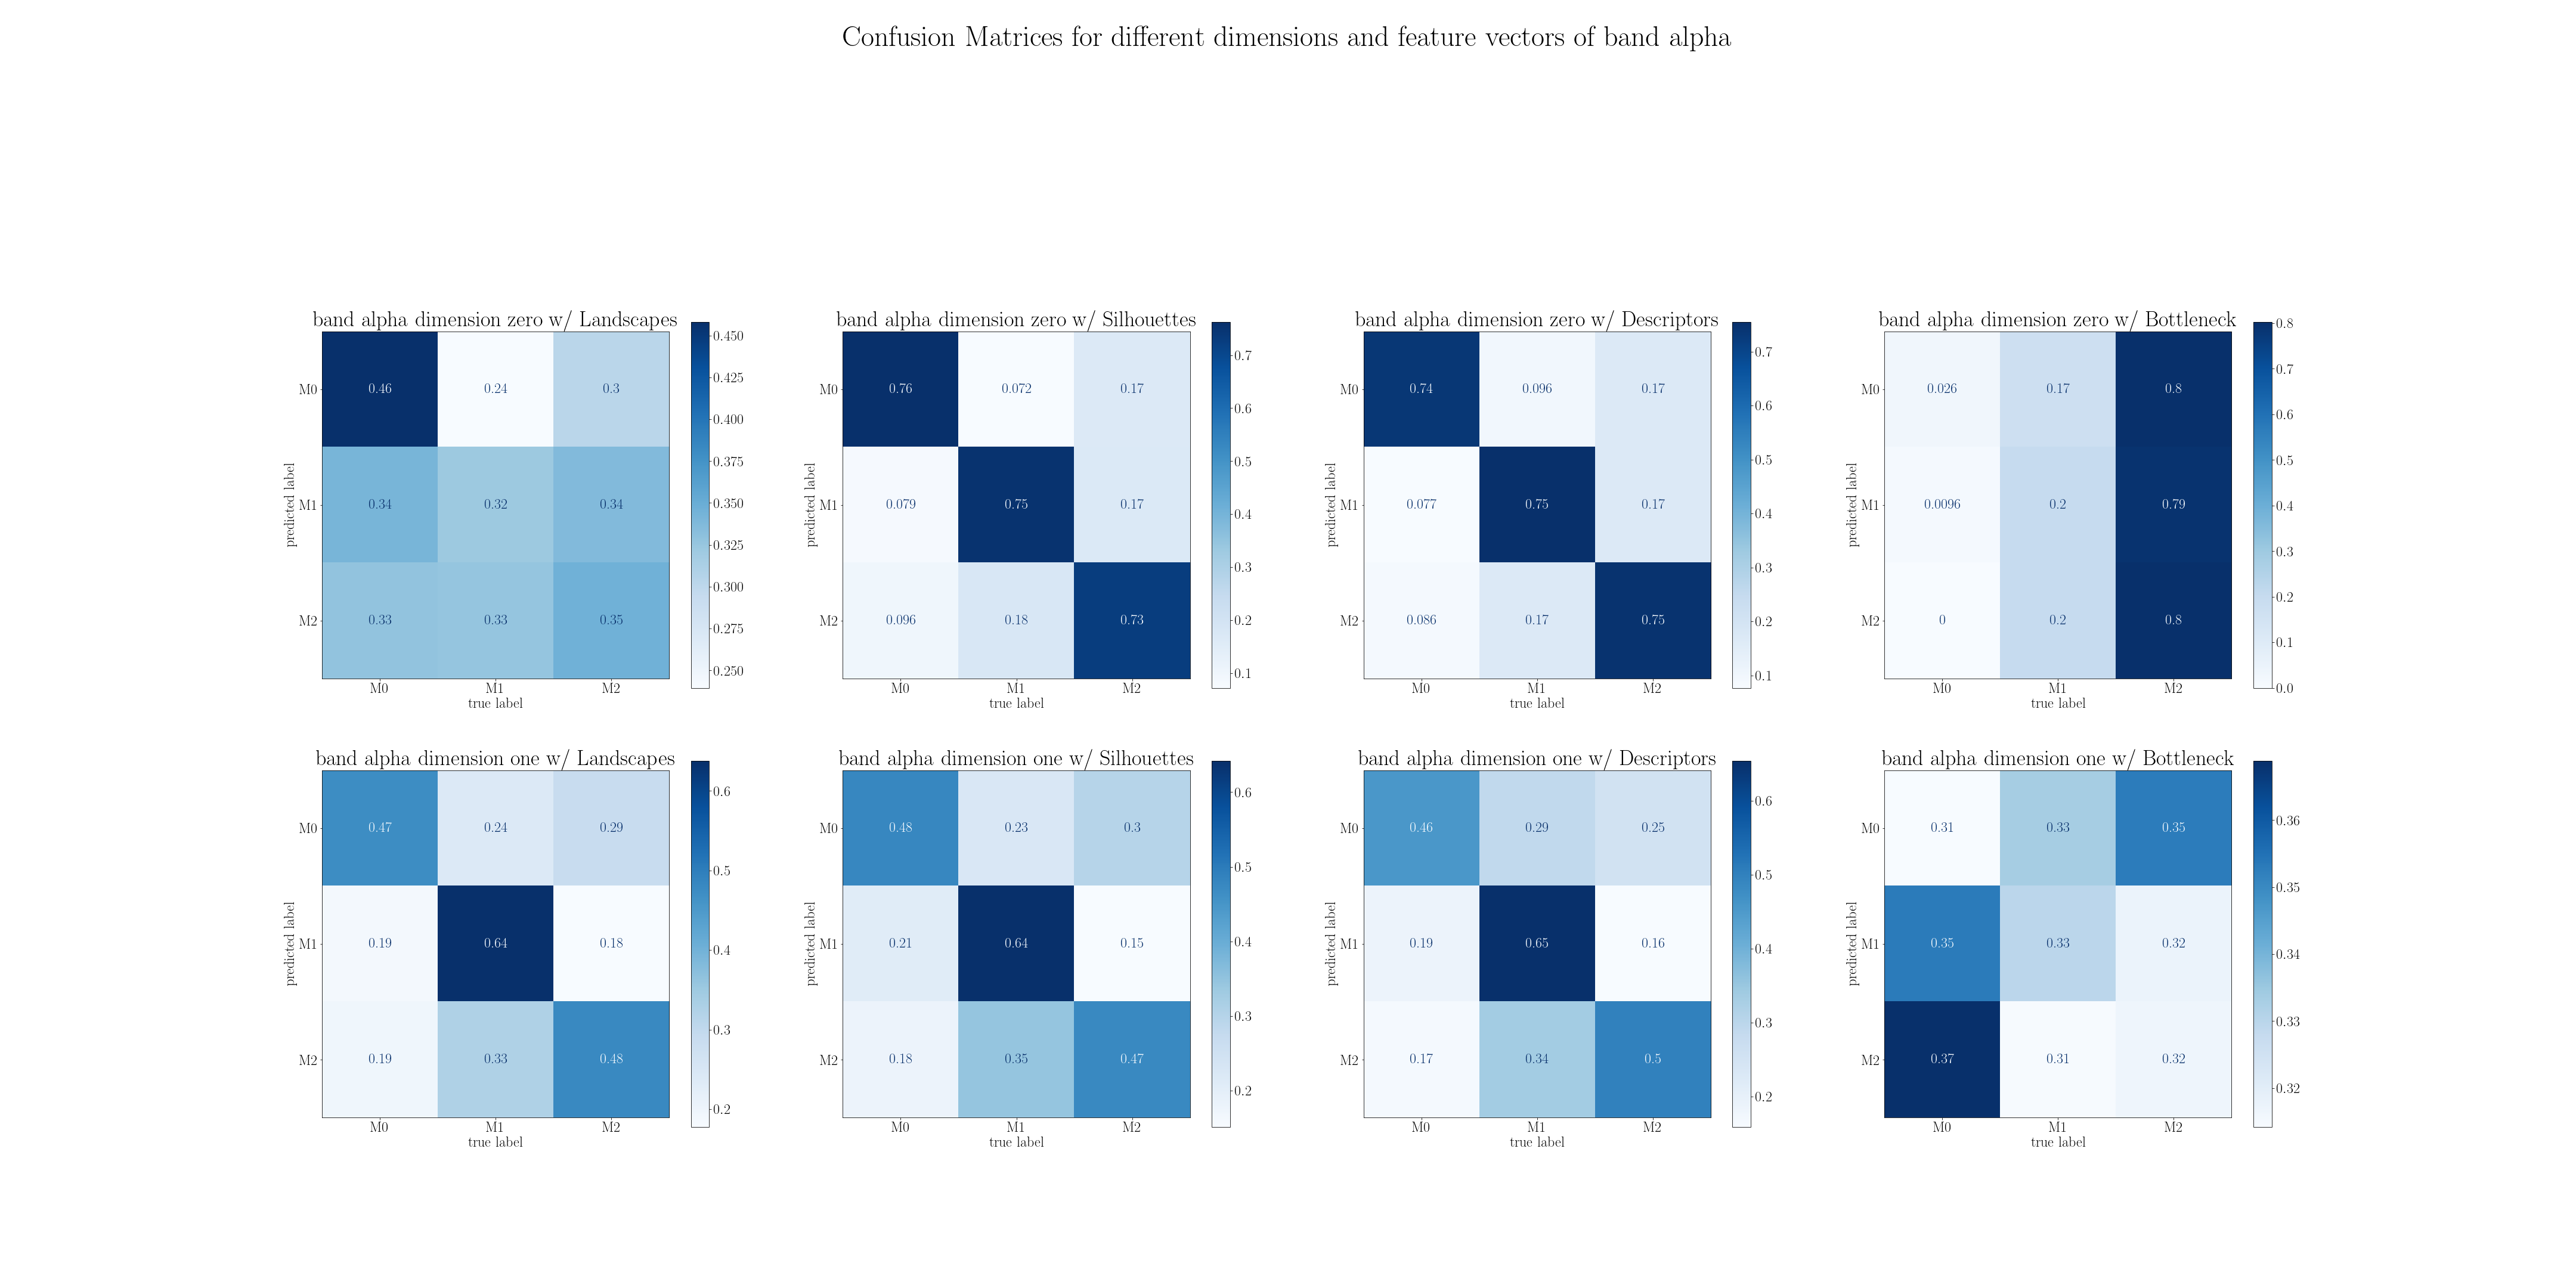 Confusion Matrices for different dimensions and feature vectors of band alpha
band alpha dimension zero w/ Landscapes
predicted label
M0
M1
M2
0.46 0.24 0.3
0.34 0.32 0.34
0.33 0.33 0.35
M0 M1 M2
true label
0.450
0.425
0.400
0.375
0.350
0.325
0.300
0.275
0.250
band alpha dimension zero w/ Silhouettes
predicted label
M0
M1
M2
0.76 0.072 0.17
0.079 0.75 0.17
0.096 0.18 0.73
M0 M1 M2
true label
0.7
0.6
0.5
0.4
0.3
0.2
0.1
band alpha dimension zero w/ Descriptors
predicted label
M0
M1
M2
0.74 0.096 0.17
0.077 0.75 0.17
0.086 0.17 0.75
M0 M1 M2
true label
0.7
0.6
0.5
0.4
0.3
0.2
0.1
band alpha dimension zero w/ Bottleneck
predicted label
M0
M1
M2
0.026 0.17 0.8
0.0096 0.2 0.79
0 0.2 0.8
M0 M1 M2
true label
0.8
0.7
0.6
0.5
0.4
0.3
0.2
0.1
0.0
band alpha dimension one w/ Landscapes
predicted label
M0
M1
M2
0.47 0.24 0.29
0.19 0.64 0.18
0.19 0.33 0.48
M0 M1 M2
true label
0.6
0.5
0.4
0.3
0.2
band alpha dimension one w/ Silhouettes
predicted label
M0
M1
M2
0.48 0.23 0.3
0.21 0.64 0.15
0.18 0.35 0.47
M0 M1 M2
true label
0.6
0.5
0.4
0.3
0.2
band alpha dimension one w/ Descriptors
predicted label
M0
M1
M2
0.46 0.29 0.25
0.19 0.65 0.16
0.17 0.34 0.5
M0 M1 M2
true label
0.6
0.5
0.4
0.3
0.2
band alpha dimension one w/ Bottleneck
predicted label
M0
M1
M2
0.31 0.33 0.35
0.35 0.33 0.32
0.37 0.31 0.32
M0 M1 M2
true label
0.36
0.35
0.34
0.33
0.32